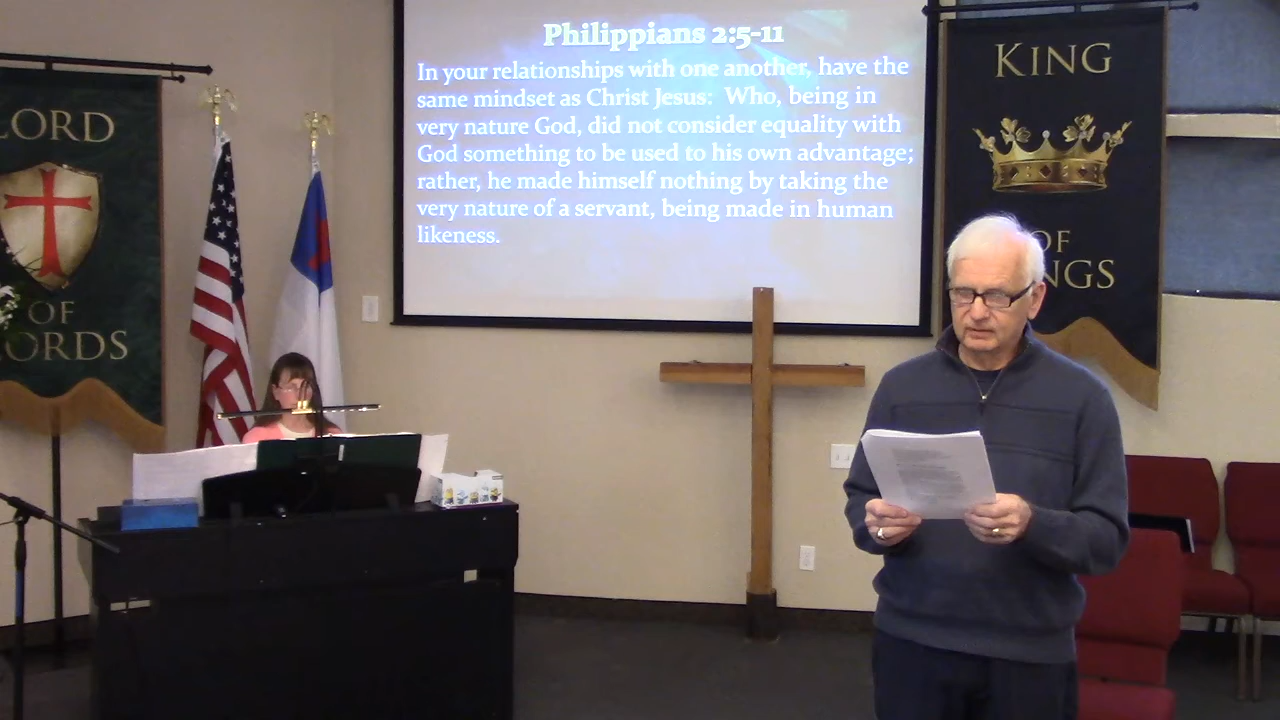 Philippians 2:5-11
In your relationships with one another, have the
same mindset as Christ Jesus:  Who, being in
very nature God, did not consider equality with
God something to be used to his own advantage;
rather, he made himself nothing by taking the
very nature of a servant, being made in human
likeness.
LORD
OF
LORDS
KING
OF
NGS